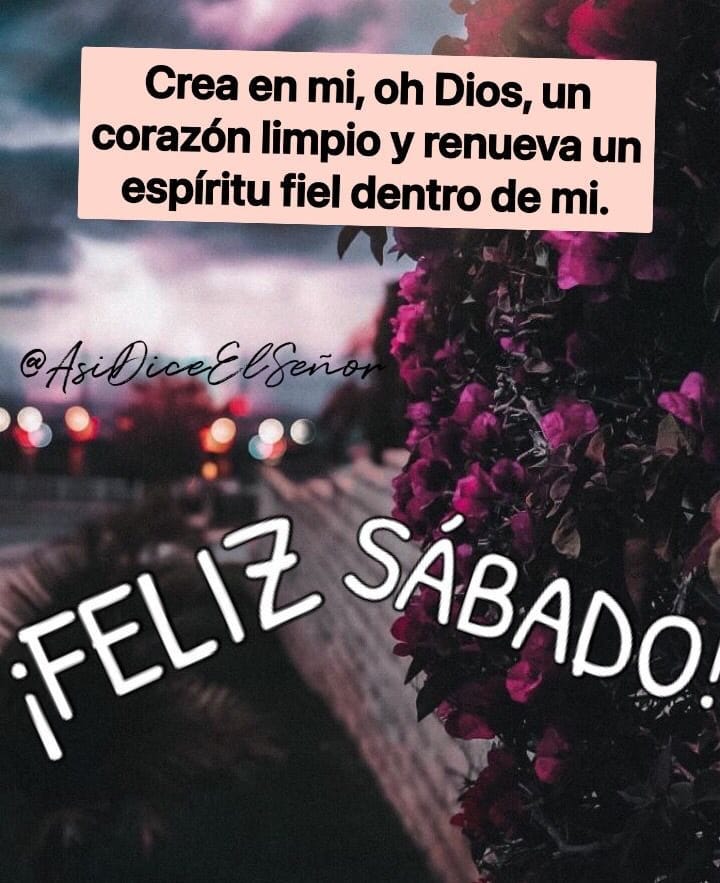 Crea en mi, oh Dios, un
corazón limpio y renueva un
espíritu fiel dentro de mi.
@AsiDiceElSeñor
¡FELIZ SÁBADO!